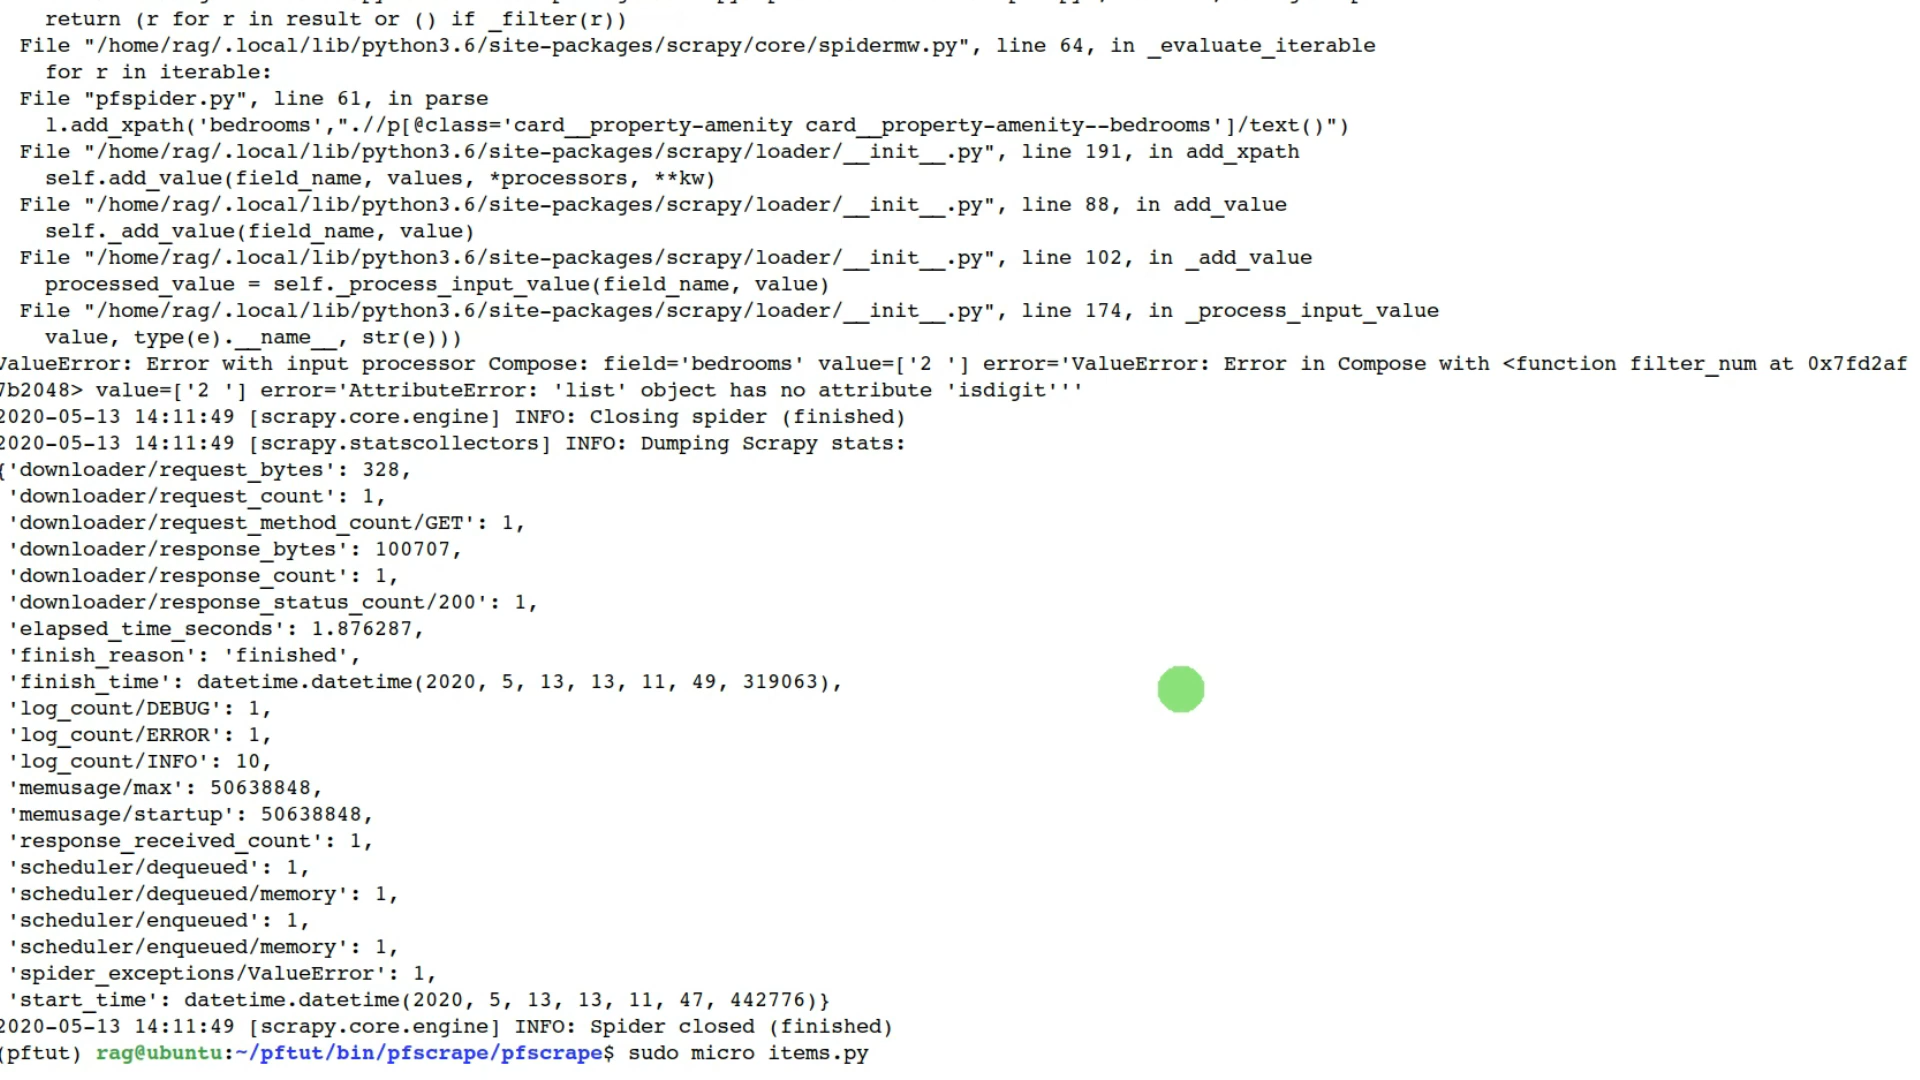 return (r for r in result or () if _filter(r))
File "/home/rag/.local/lib/python3.6/site-packages/scrapy/core/spidermw.py", line 64, in _evaluate_iterable
for r in iterable:
File "pfspider.py", line 61, in parse
l.add_xpath('bedrooms',".//p[@class='card__property-amenity card__property-amenity--bedrooms']/text()")
File "/home/rag/.local/lib/python3.6/site-packages/scrapy/loader/__init__.py", line 191, in add_xpath
self.add_value(field_name, values, *processors, **kw)
File "/home/rag/.local/lib/python3.6/site-packages/scrapy/loader/__init__.py", line 88, in add_value
self._add_value(field_name, value)
File "/home/rag/.local/lib/python3.6/site-packages/scrapy/loader/__init__.py", line 102, in _add_value
processed_value = self._process_input_value(field_name, value)
File "/home/rag/.local/lib/python3.6/site-packages/scrapy/loader/__init__.py", line 174, in _process_input_value
value, type(e).__name__, str(e)))
ValueError: Error with input processor Compose: field='bedrooms' value=['2 '] error='ValueError: Error in Compose with <function filter_num at 0x7fd2af
7b2048> value=['2 '] error='AttributeError: 'list' object has no attribute 'isdigit'''
2020-05-13 14:11:49 [scrapy.core.engine] INFO: Closing spider (finished)
2020-05-13 14:11:49 [scrapy.statscollectors] INFO: Dumping Scrapy stats:
{'downloader/request_bytes': 328,
'downloader/request_count': 1,
'downloader/request_method_count/GET': 1,
'downloader/response_bytes': 100707,
'downloader/response_count': 1,
'downloader/response_status_count/200': 1,
'elapsed_time_seconds': 1.876287,
'finish_reason': 'finished',
'finish_time': datetime.datetime(2020, 5, 13, 13, 11, 49, 319063),
'log_count/DEBUG': 1,
'log_count/ERROR': 1,
'log_count/INFO': 10,
'memusage/max': 50638848,
'memusage/startup': 50638848,
'response_received_count': 1,
'scheduler/dequeued': 1,
'scheduler/dequeued/memory': 1,
'scheduler/enqueued': 1,
'scheduler/enqueued/memory': 1,
'spider_exceptions/ValueError': 1,
'start_time': datetime.datetime(2020, 5, 13, 13, 11, 47, 442776)}
2020-05-13 14:11:49 [scrapy.core.engine] INFO: Spider closed (finished)
(pftut) rag@ubuntu:~/pftut/bin/pfscrape/pfscrape$ sudo micro items.py